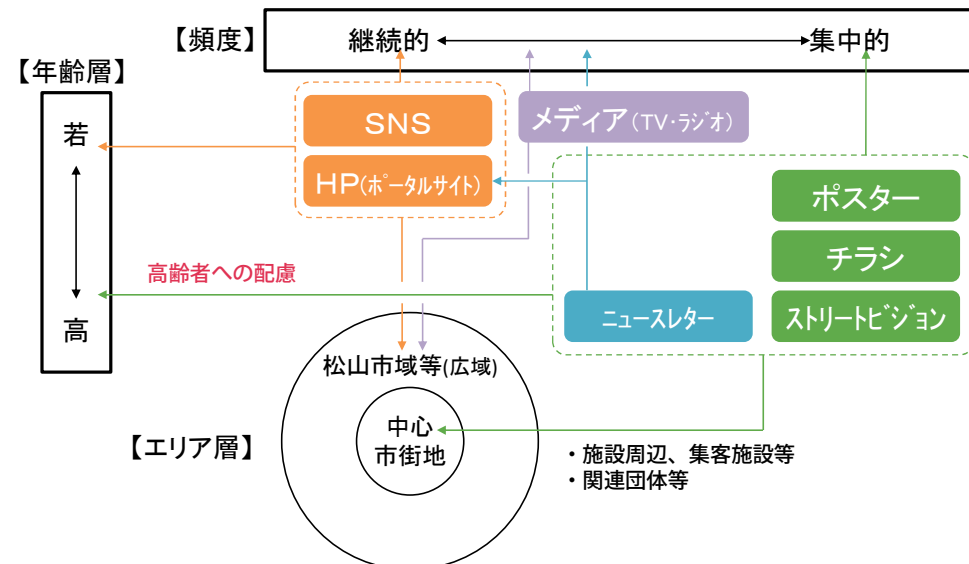 【頻度】
継続的
集中的
【年齢層】
若
高
SNS
HP(ポータルサイト)
メディア(TV・ラジオ)
ポスター
チラシ
ストリートビジョン
ニュースレター
高齢者への配慮
松山市域等(広域)
中心
市街地
【エリア層】
・施設周辺、集客施設等
・関連団体等